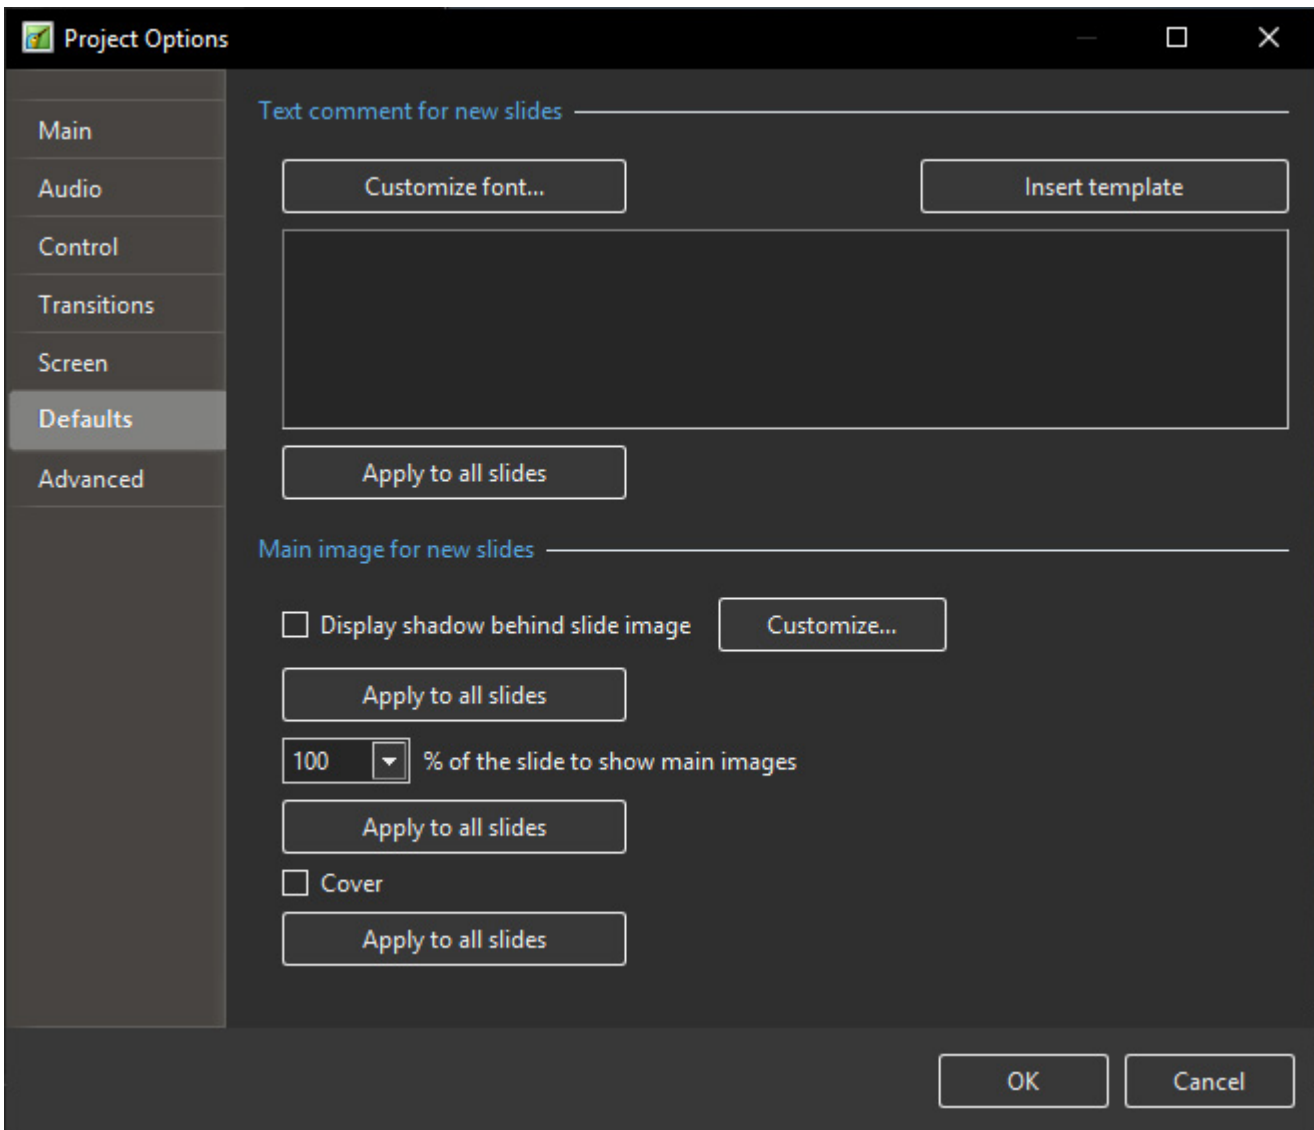 Project Options
Main
Audio
Control
Transitions
Screen
Defaults
Advanced
Text comment for new slides
Customize font... Insert template
Apply to all slides
Main image for new slides
Display shadow behind slide image Customize...
Apply to all slides
100 % of the slide to show main images
Apply to all slides
Cover
Apply to all slides
OK Cancel